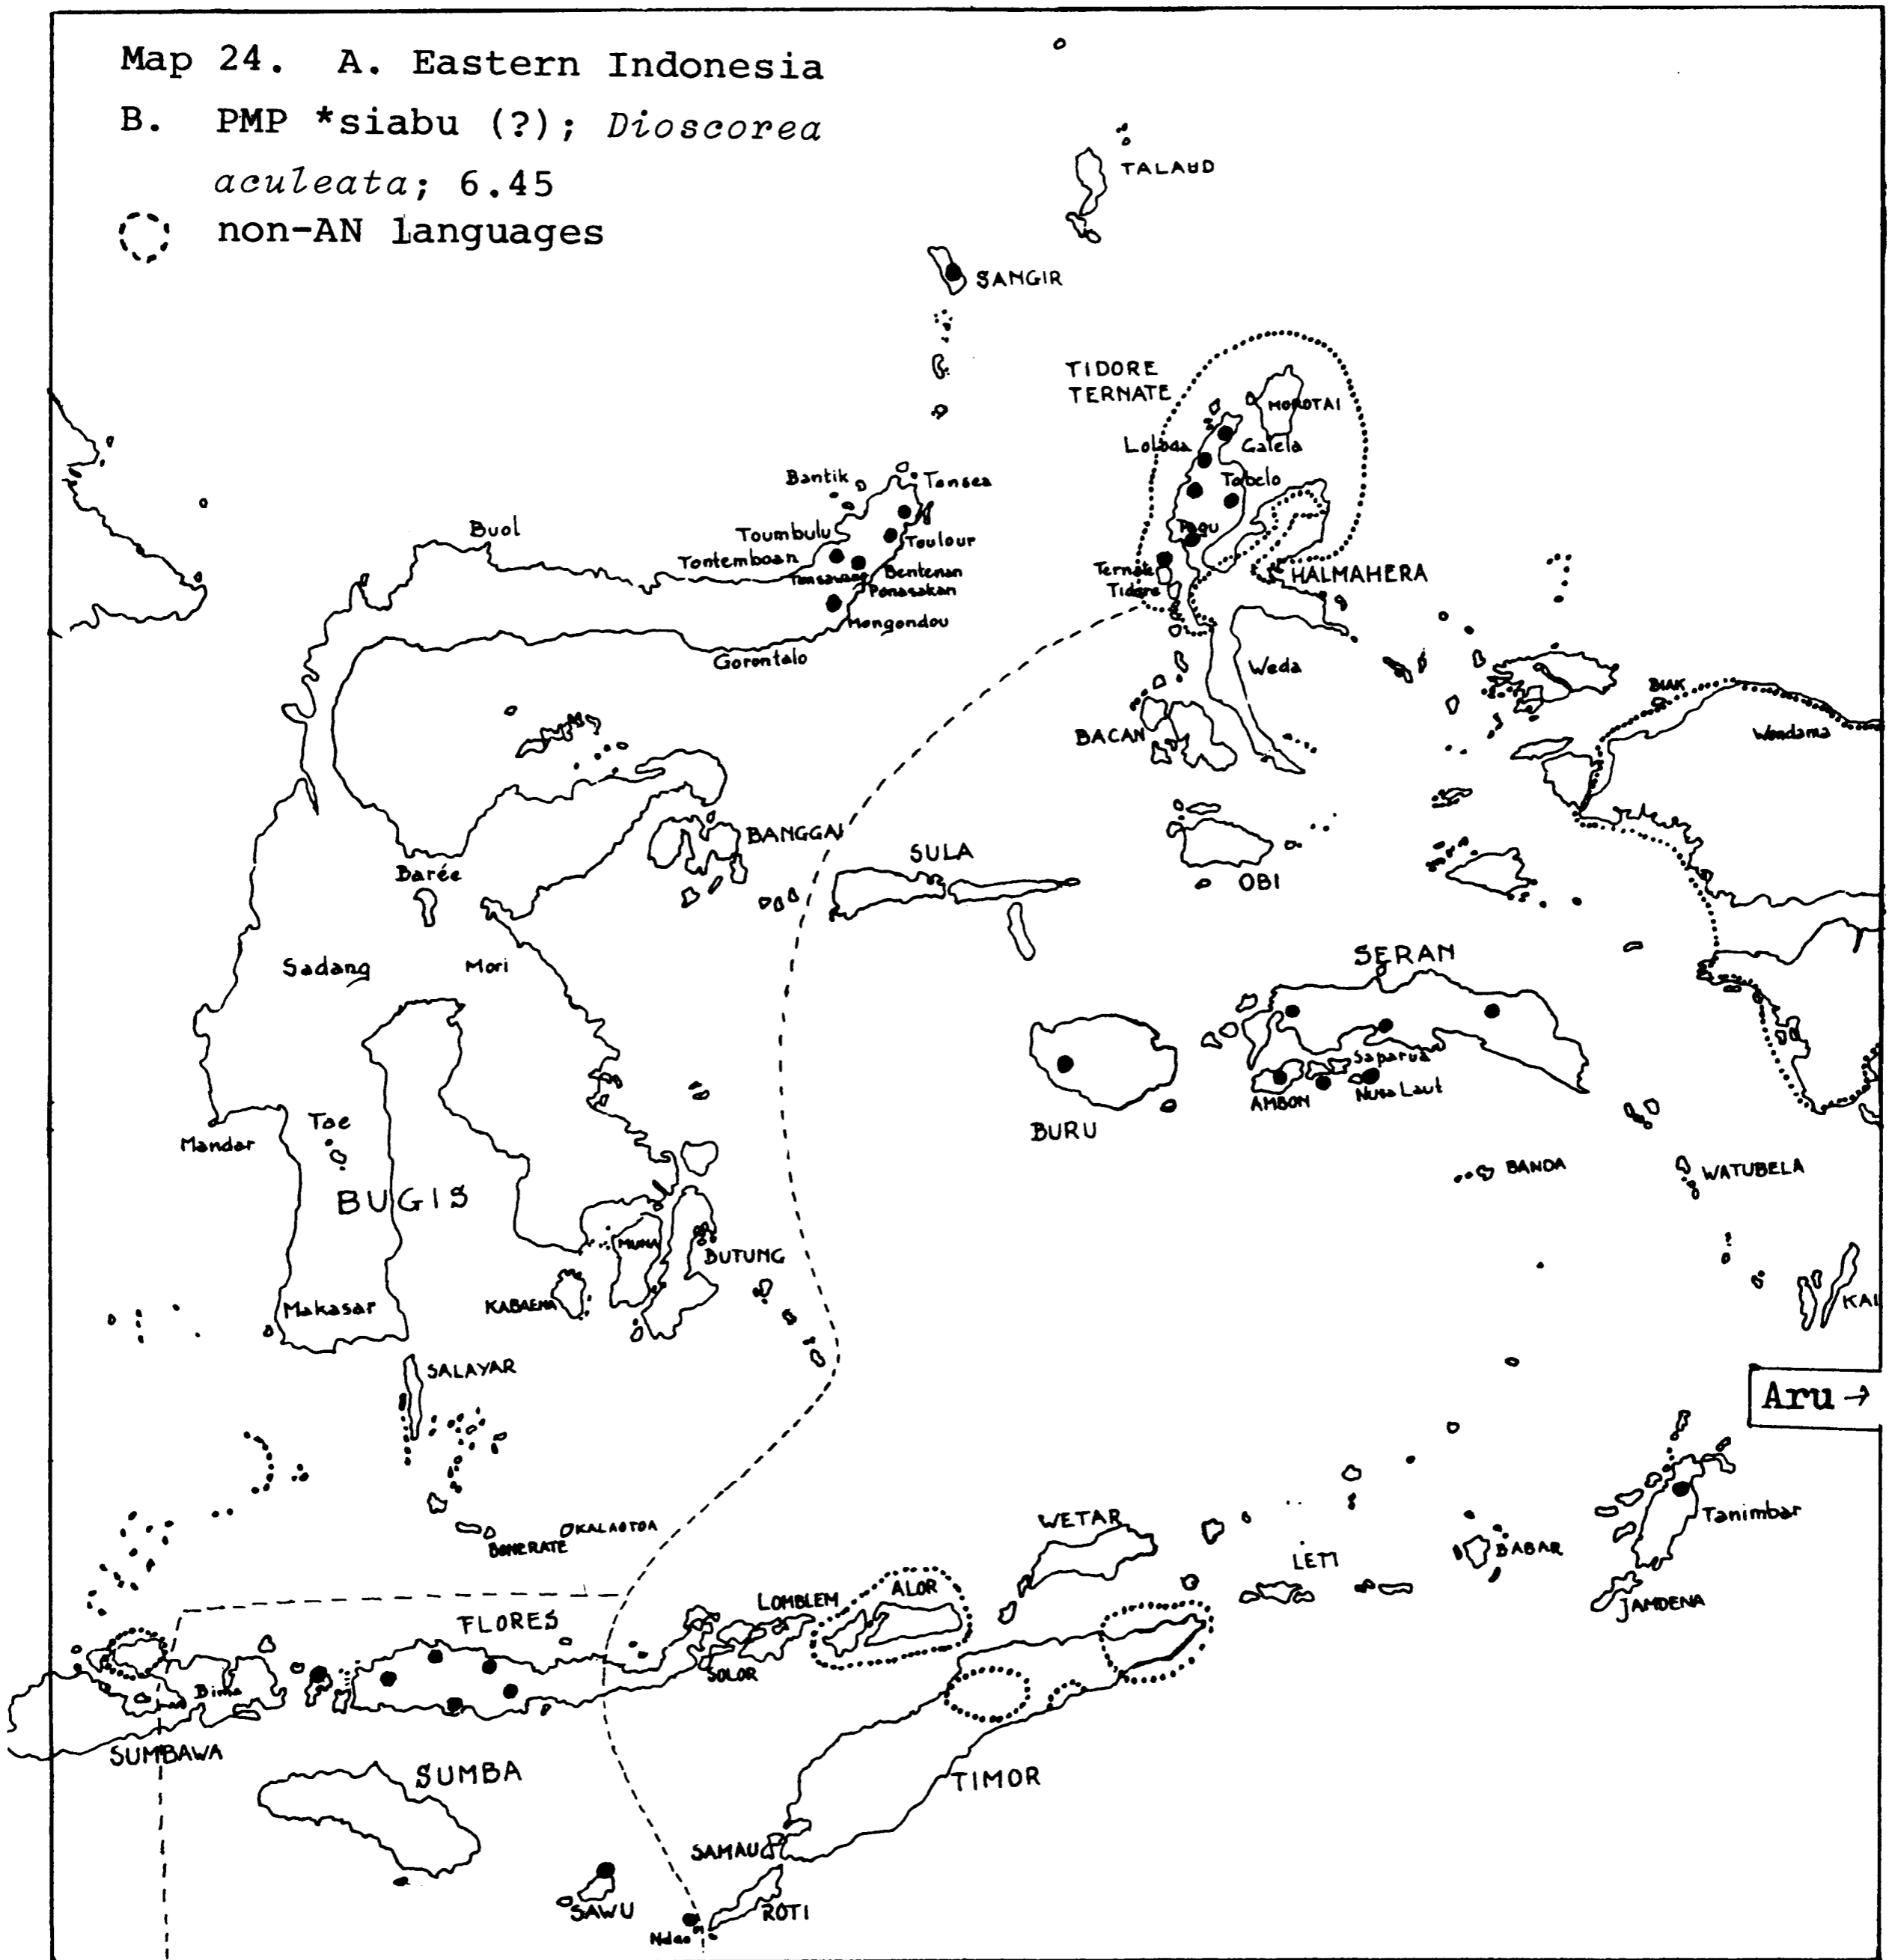 Map 24. A. Eastern Indonesia
B. PMP *siabu (?); Dioscorea
aculeata; 6.45
non-AN languages
TALAUD
SANGIR
TIDORE
TERNATE
MOROTAI
Loloda
Galela
Tobelo
Bantik
Tonsea
Buol
Toumbulu
Toulour
Tontemboan
Tonsawang
Bentenan
Ponosakan
Mongondou
Gorontalo
Ternate
Tidore
HALMAHERA
Weda
BIAK
Wandama
BACAN
BANGGAI
SULA
OBI
Barée
Sadang
Mori
SERAN
Saparua
AMBON
Nusa Laut
BURU
Mandar
Toe
BUGIS
BANDA
WATUBELA
MUNA
BUTUNG
KABAENA
Makasar
KAI
SALAYAR
Aru →
KALAOTOA
BONERATE
WETAR
Tanimbar
LETI
BABAR
JAMDENA
LOMBLEM
ALOR
FLORES
SOLOR
Bima
SUMBAWA
SUMBA
TIMOR
SAMAU
SAWU
ROTI
Ndao